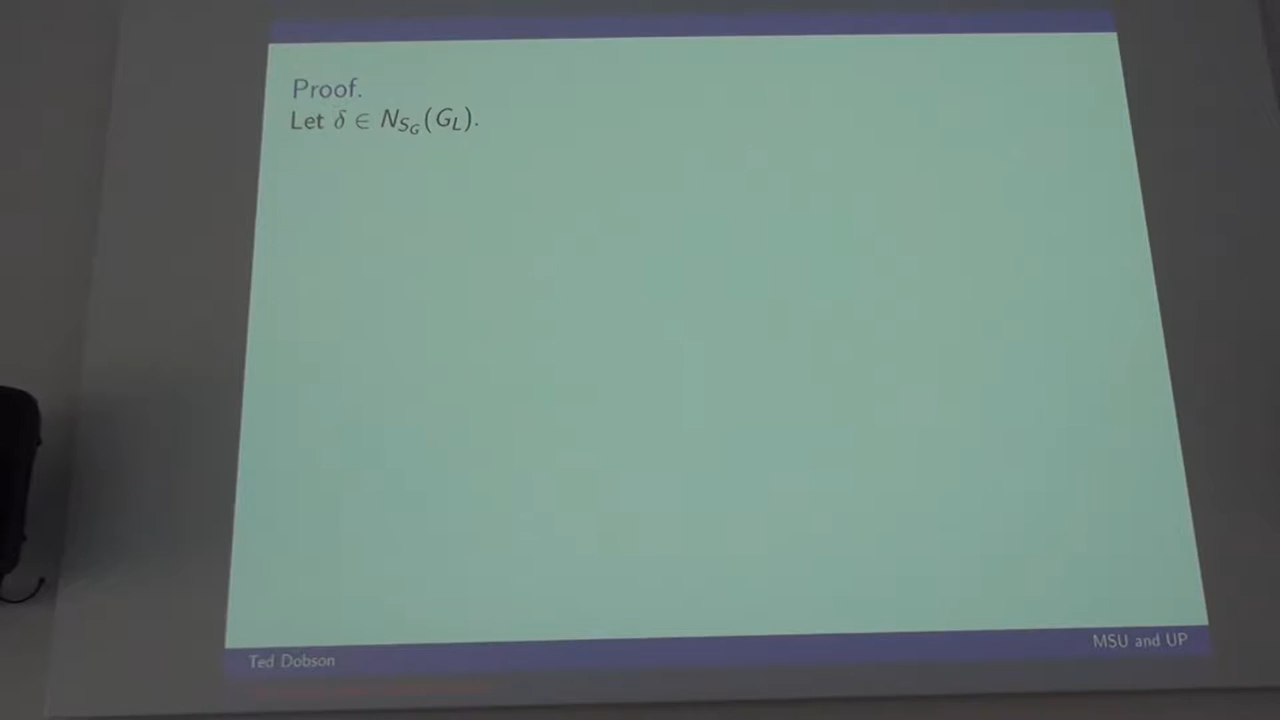 Proof.
Let δ ∈ N_{S_G}(G_L).
Ted Dobson
MSU and UP